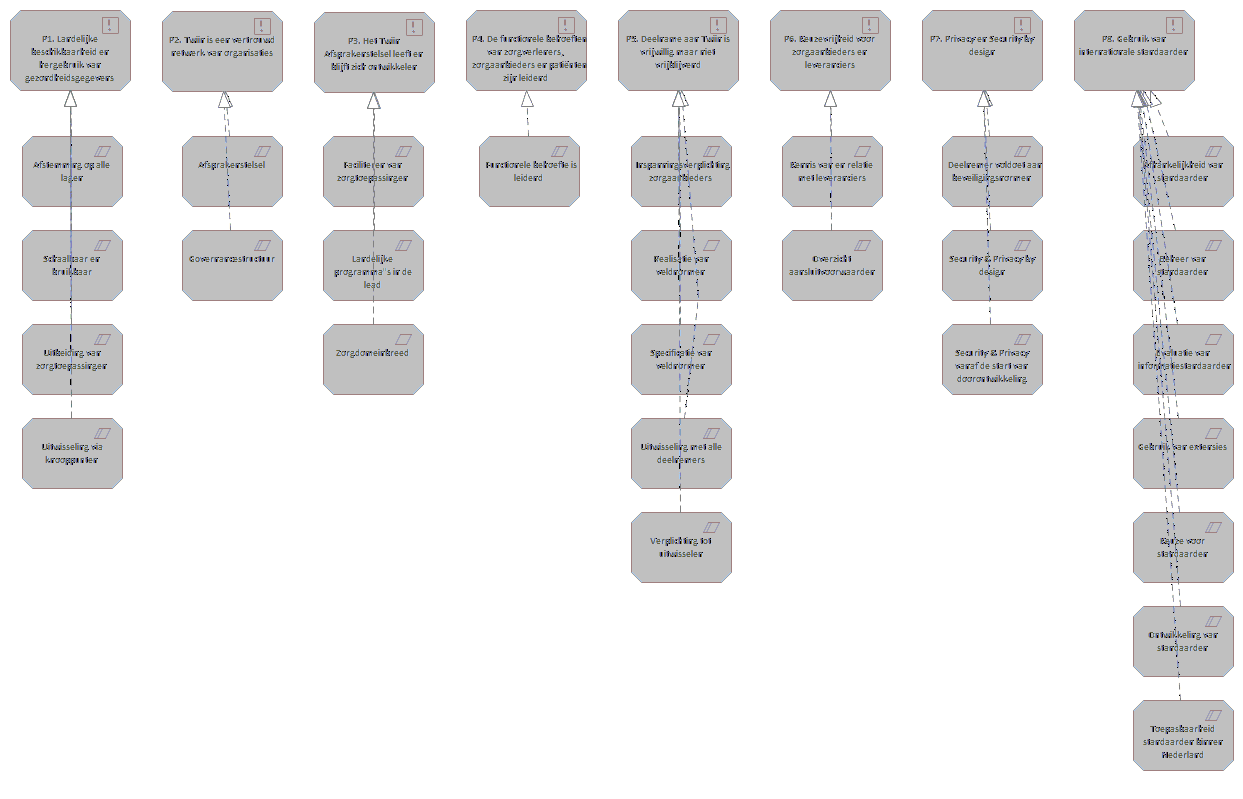 P1. Landelijke
beschikbaarheid en
hergebruik van
gezondheidsgegevens
P2. Twiin is een vertrouwd
netwerk van organisaties
P3. Het Twiin
Afsprakenstelsel leeft en
blijft zich ontwikkelen
P4. De functionele behoeften
van zorgverleners,
zorgaanbieders en patiënten
zijn leidend
P5. Deelname aan Twiin is
vrijwillig maar niet
vrijblijvend
P6. Keuzevrijheid voor
zorgaanbieders en
leveranciers
P7. Privacy en Security by
design
P8. Gebruik van
internationale standaarden
Afstemming op alle
lagen
Schaalbaar en
bruikbaar
Uitbreiding van
zorgtoepassingen
Uitwisseling via
knooppunten
Afsprakenstelsel
Governancestructuur
Faciliteren van
zorgtoepassingen
Landelijke
programma''s in de
lead
Zorgdomeinbreed
Functionele behoefte is
leidend
Inspanningsverplichting
zorgaanbieders
Realisatie van
veldnormen
Specificatie van
veldnormen
Uitwisseling met alle
deelnemers
Verplichting tot
uitwisselen
Kennis van en relatie
met leveranciers
Overzicht
aansluitvoorwaarden
Deelnemer voldoet aan
beveiligingsnormen
Security & Privacy by
design
Security & Privacy
vanaf de start van
doorontwikkeling
Afhankelijkheid van
standaarden
Beheer van
standaarden
Evaluatie van
informatiestandaarden
Gebruik van extensies
Keuze voor
standaarden
Ontwikkeling van
standaarden
Toepasbaarheid
standaarden binnen
Nederland